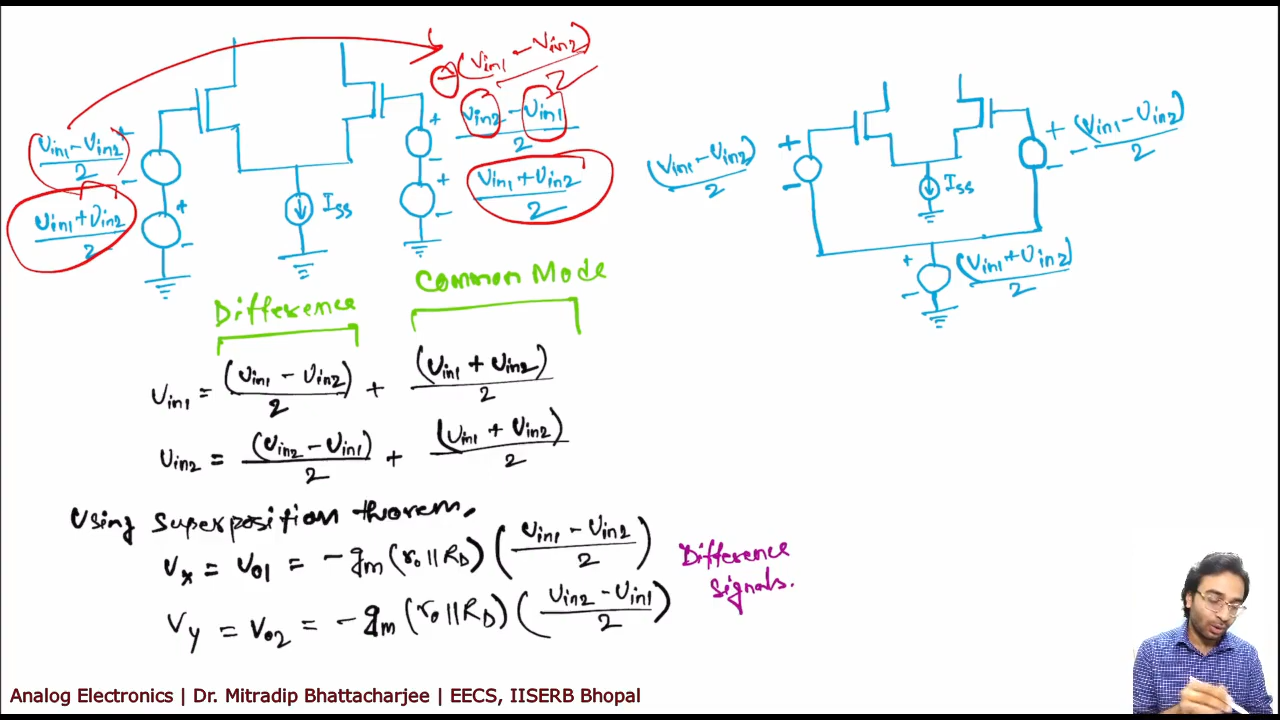 (Vin1 - Vin2)/2
(Vin1 + Vin2)/2
ISS
-(Vin1 - Vin2)/2
(Vin2 - Vin1)/2
(Vin1 + Vin2)/2
(Vin1 - Vin2)/2
ISS
-(Vin1 - Vin2)/2
(Vin1 + Vin2)/2
Difference
Common Mode
Vin1 = (Vin1 - Vin2)/2 + (Vin1 + Vin2)/2
Vin2 = (Vin2 - Vin1)/2 + (Vin1 + Vin2)/2
Using superposition theorem.
Vx = Vo1 = -gm (ro || RD) ((Vin1 - Vin2)/2)
Vy = Vo2 = -gm (ro || RD) ((Vin2 - Vin1)/2)
Difference
signals.
Analog Electronics | Dr. Mitradip Bhattacharjee | EECS, IISERB Bhopal